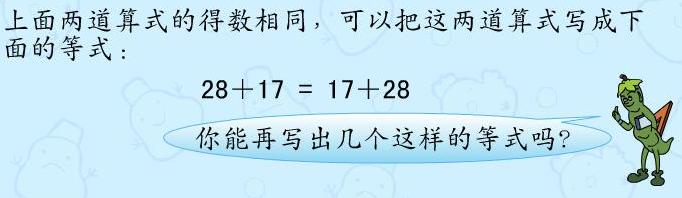 上面两道算式的得数相同，可以把这两道算式写成下
面的等式：
28＋17 = 17＋28
你能再写出几个这样的等式吗?